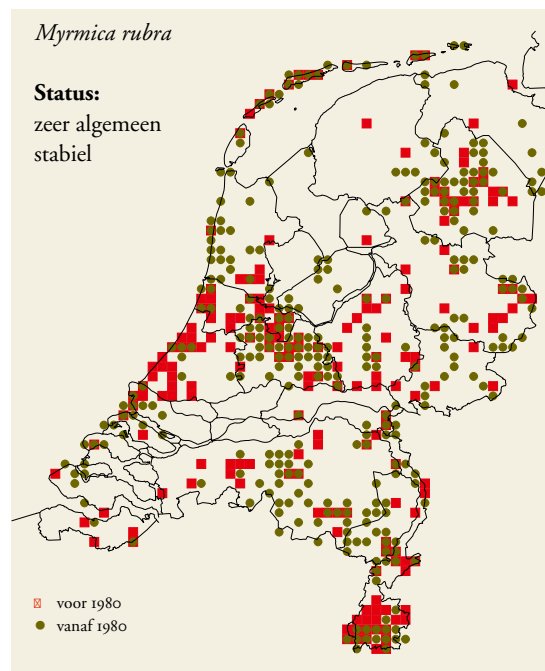 Myrmica rubra
Status:
zeer algemeen
stabiel
voor 1980
vanaf 1980